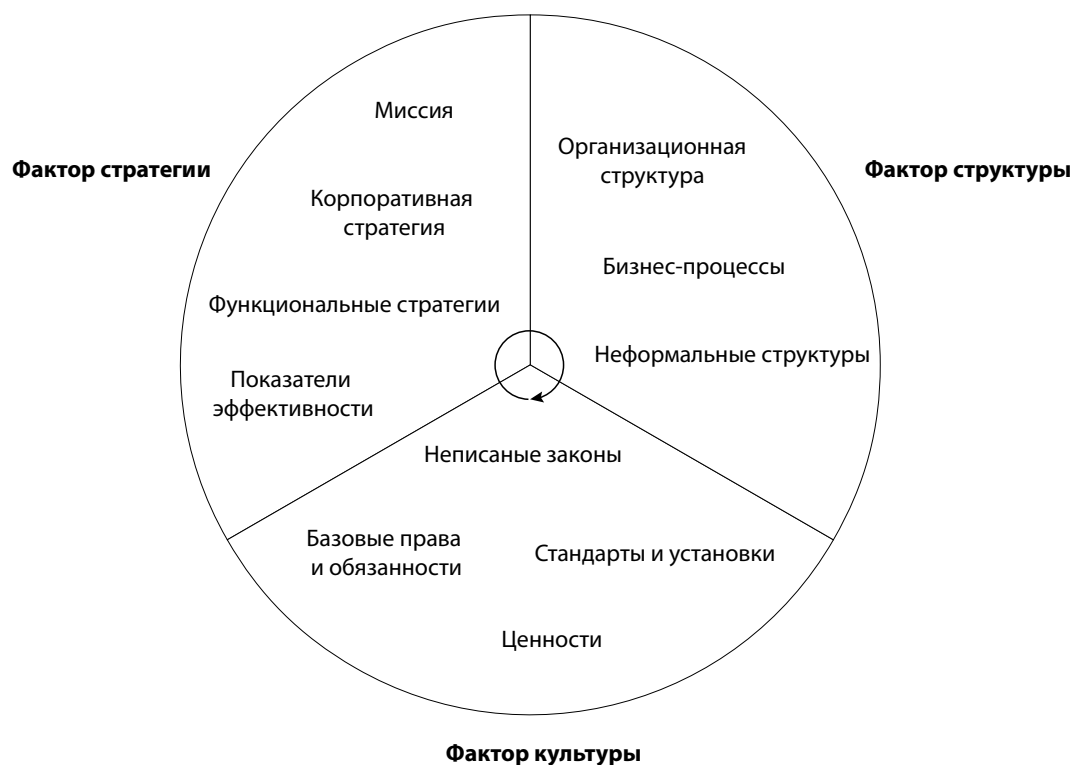 Миссия
Организационная
структура
Фактор стратегии
Фактор структуры
Корпоративная
стратегия
Бизнес-процессы
Функциональные стратегии
Неформальные структуры
Показатели
эффективности
Неписаные законы
Базовые права
и обязанности
Стандарты и установки
Ценности
Фактор культуры